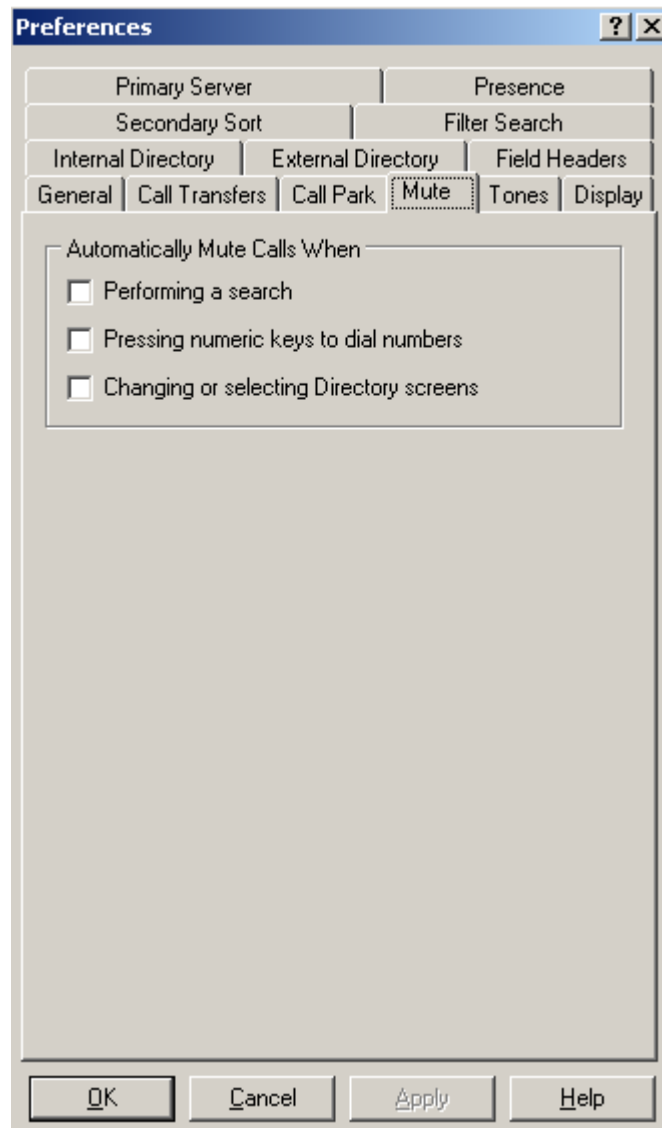 Preferences
Primary Server Presence
Secondary Sort Filter Search
Internal Directory External Directory Field Headers
General Call Transfers Call Park Mute Tones Display
Automatically Mute Calls When
Performing a search
Pressing numeric keys to dial numbers
Changing or selecting Directory screens
OK Cancel Apply Help